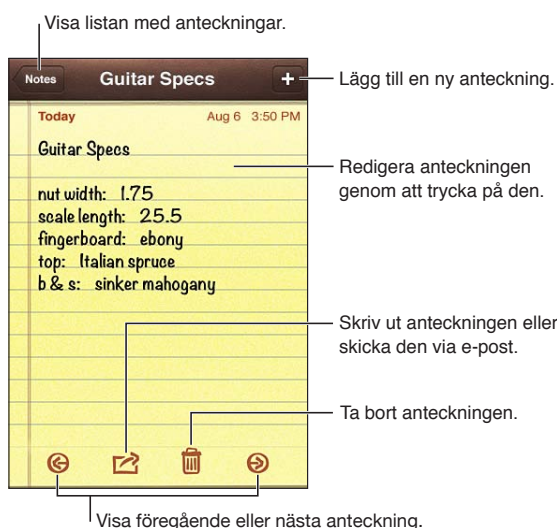 Visa listan med anteckningar.
Notes
Guitar Specs
+
Lägg till en ny anteckning.
Today
Aug 6 3:50 PM
Guitar Specs
Redigera anteckningen
genom att trycka på den.
nut width: 1.75
scale length: 25.5
fingerboard: ebony
top: Italian spruce
b & s: sinker mahogany
Skriv ut anteckningen eller
skicka den via e-post.
Ta bort anteckningen.
Visa föregående eller nästa anteckning.